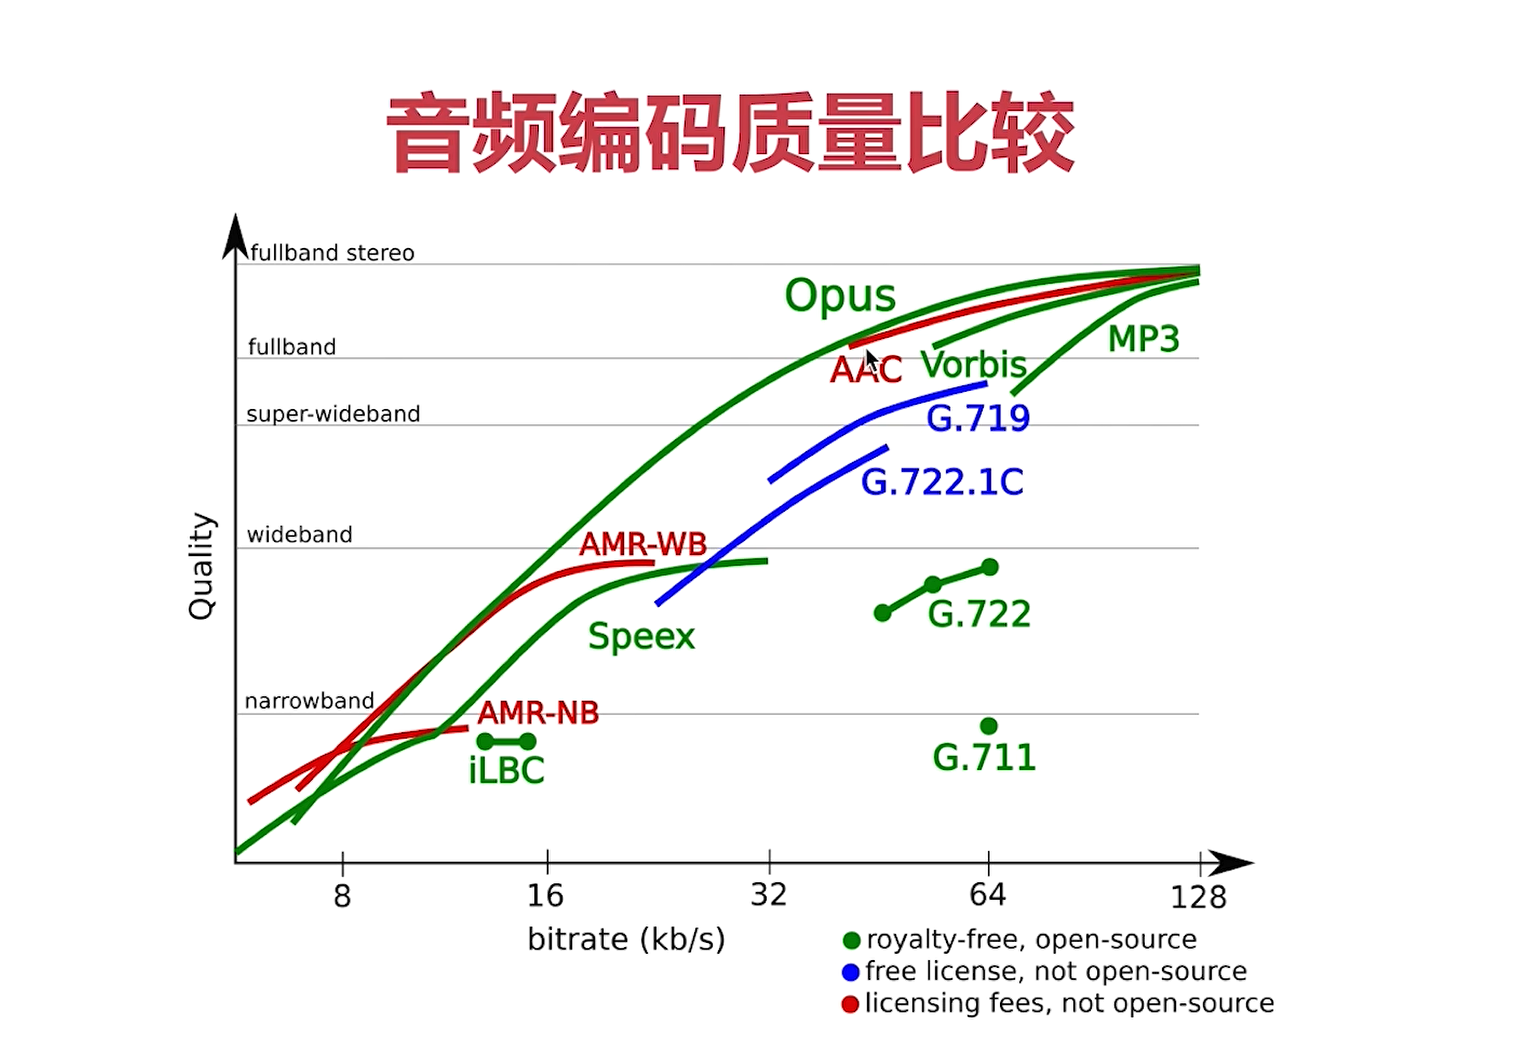 音频编码质量比较
fullband stereo
Opus
fullband
MP3
AAC
Vorbis
super-wideband
G.719
G.722.1C
wideband
AMR-WB
Quality
G.722
Speex
narrowband
AMR-NB
iLBC
G.711
8
16
32
64
128
bitrate (kb/s)
royalty-free, open-source
free license, not open-source
licensing fees, not open-source